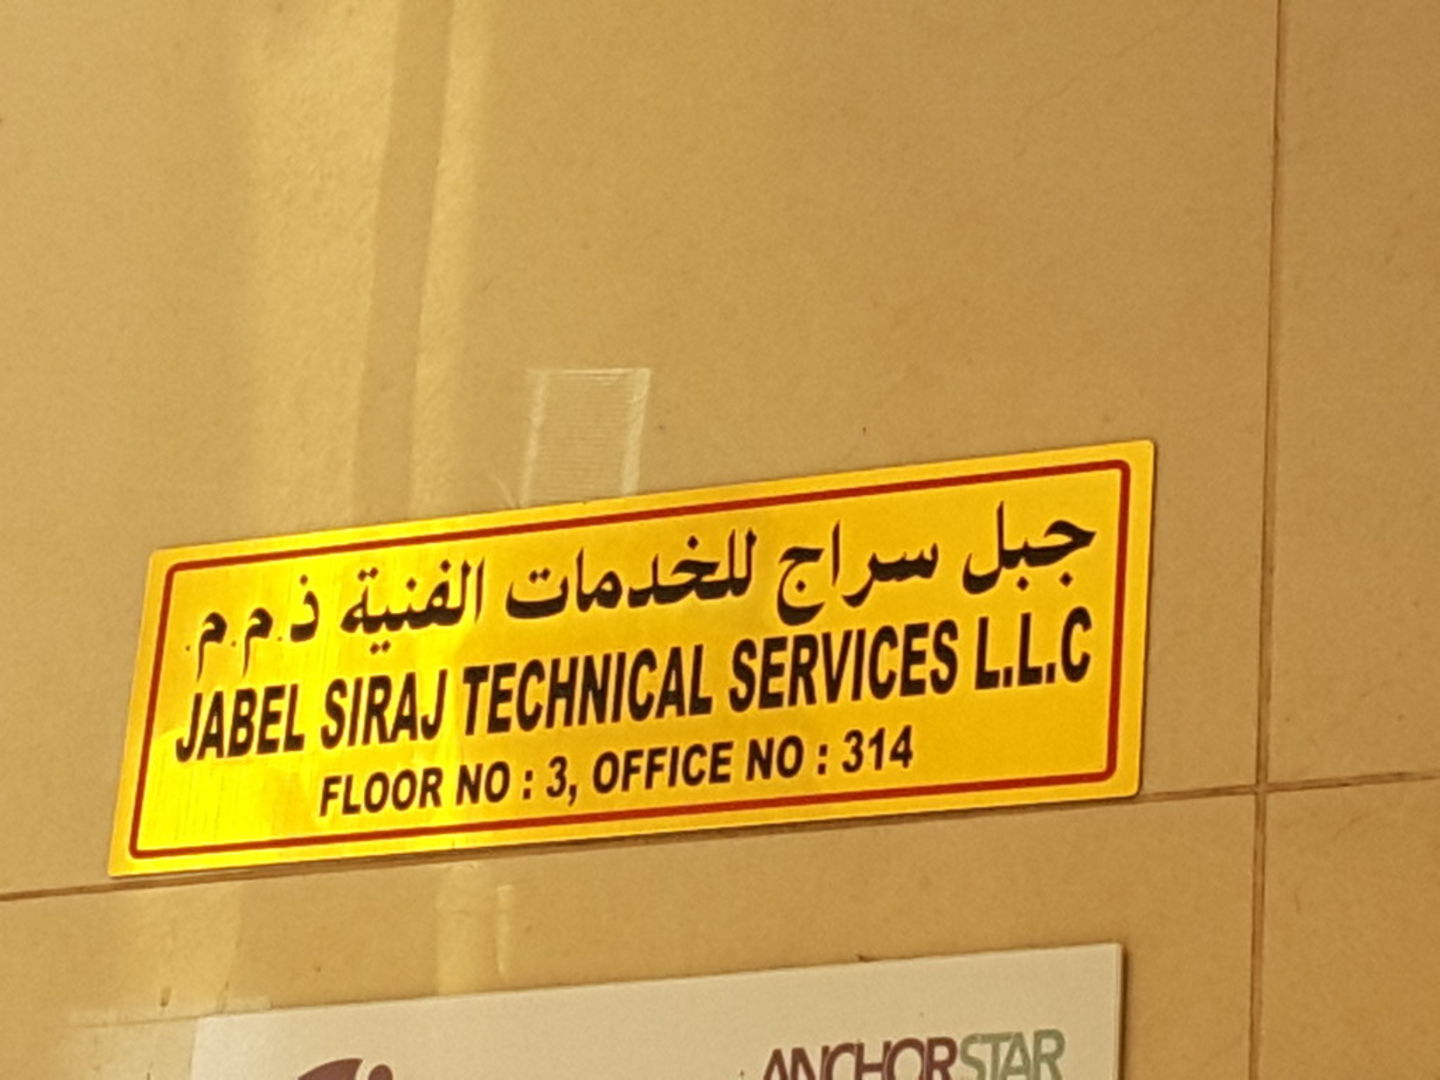 جبل سراج للخدمات الفنية ذ.م.م.
JABEL SIRAJ TECHNICAL SERVICES L.L.C
FLOOR NO : 3, OFFICE NO : 314
ANCHORSTAR